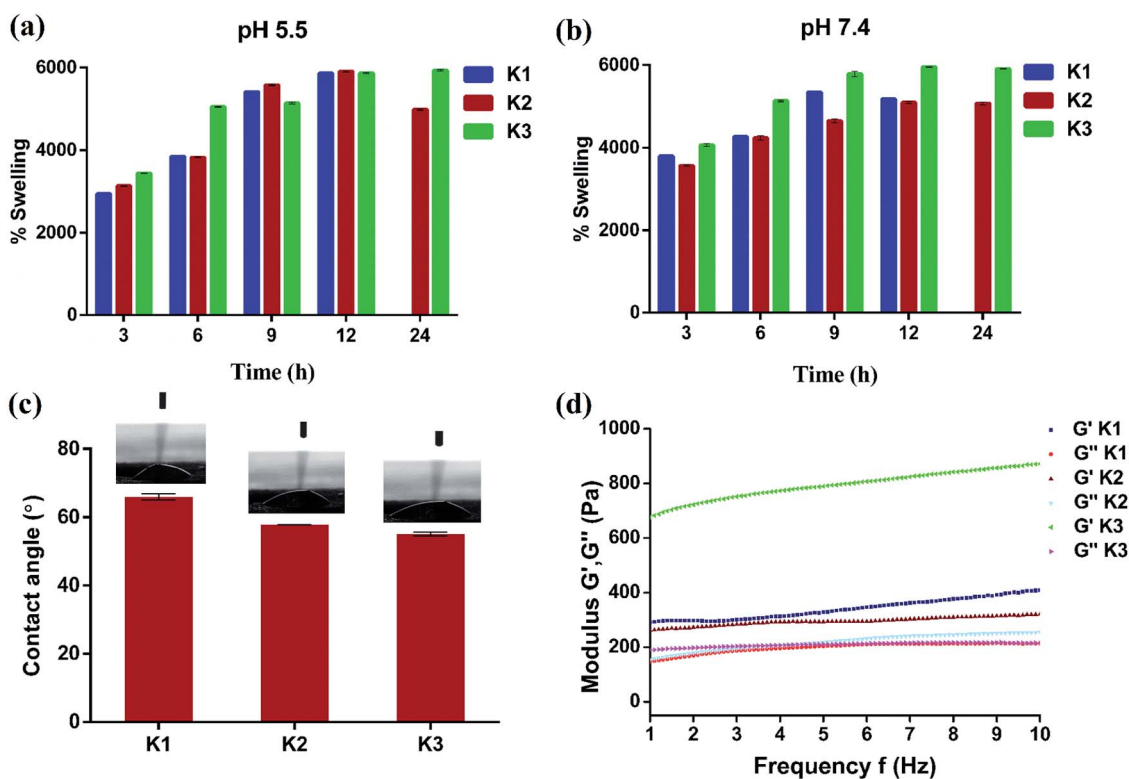 (a)
pH 5.5
% Swelling
6000
4000
2000
0
3 6 9 12 24
Time (h)
K1
K2
K3
(b)
pH 7.4
% Swelling
6000
4000
2000
0
3 6 9 12 24
Time (h)
K1
K2
K3
(c)
Contact angle (°)
80
60
40
20
0
K1 K2 K3
(d)
Modulus G',G'' (Pa)
1000
800
600
400
200
0
1 2 3 4 5 6 7 8 9 10
Frequency f (Hz)
G' K1
G'' K1
G' K2
G'' K2
G' K3
G'' K3